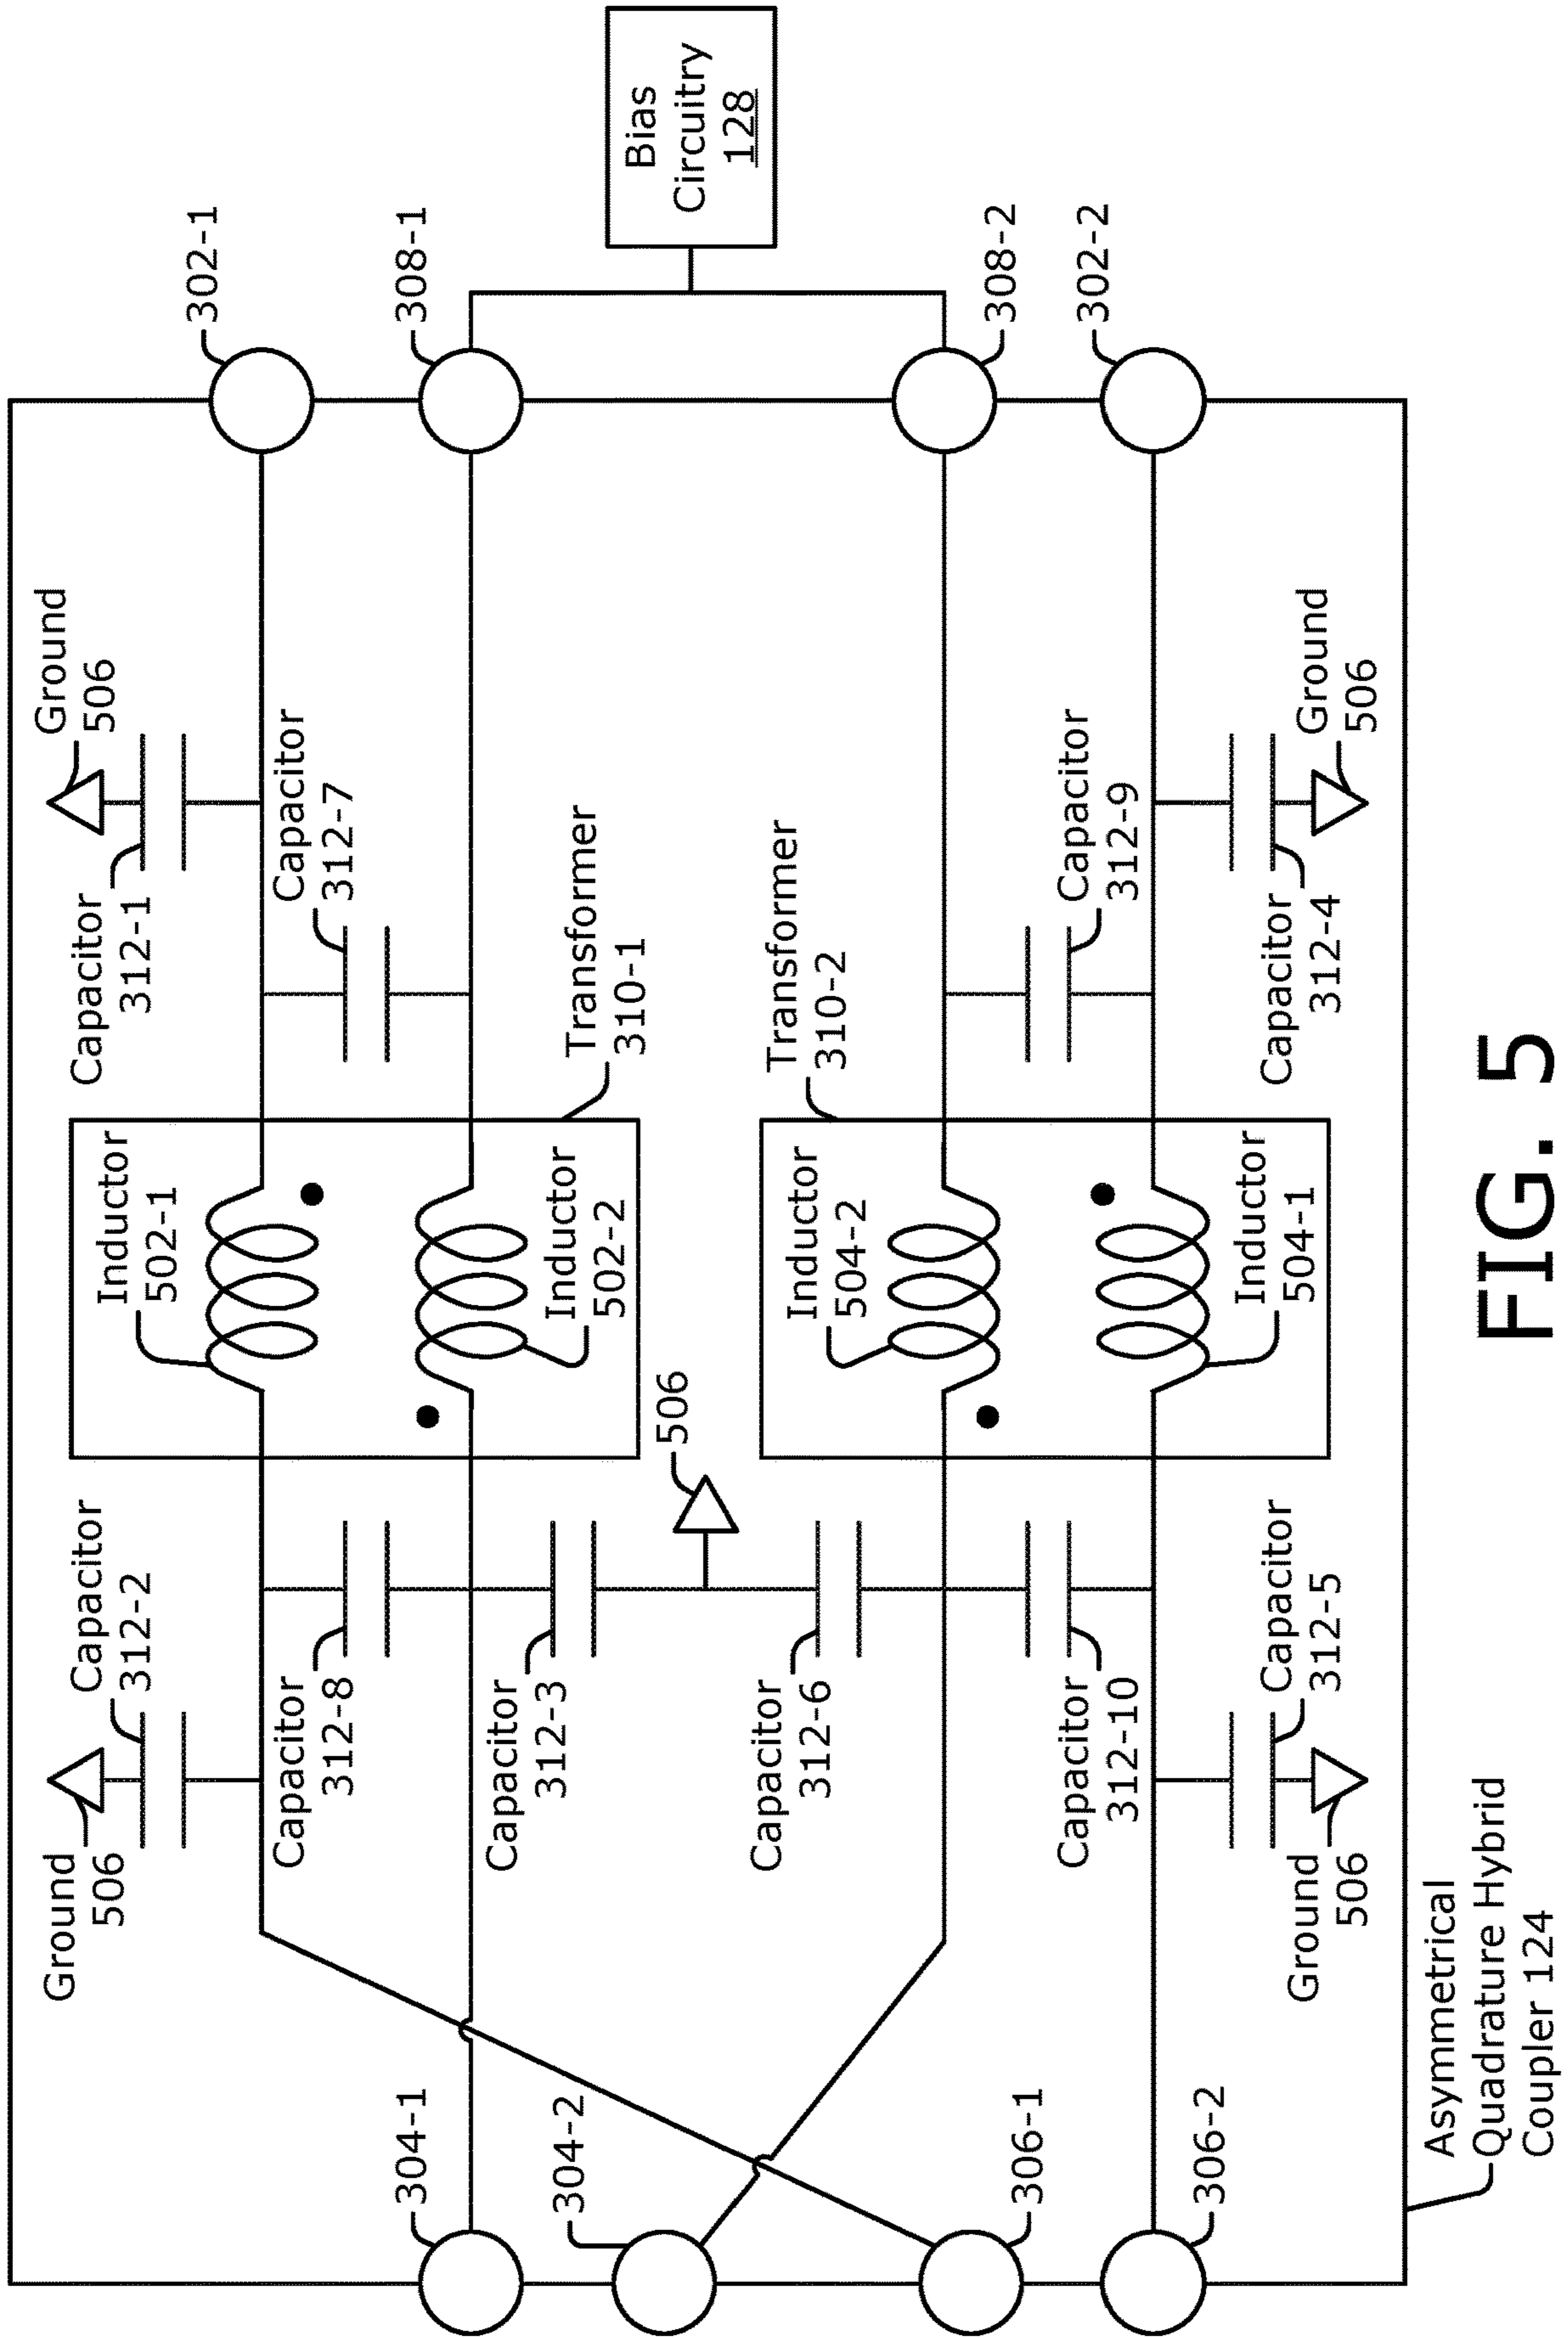 Ground
506
Ground
506
Capacitor
312-2
Inductor
502-1
Capacitor
312-1
302-1
Capacitor
312-8
Capacitor
312-7
304-1
308-1
Capacitor
312-3
Inductor
502-2
304-2
Transformer
310-1
Bias
Circuitry
128
506
Capacitor
312-6
Inductor
504-2
Transformer
310-2
306-1
308-2
Capacitor
312-10
Capacitor
312-9
302-2
306-2
Inductor
504-1
Capacitor
312-5
Capacitor
312-4
Ground
506
Ground
506
Asymmetrical
Quadrature Hybrid
Coupler 124
FIG. 5